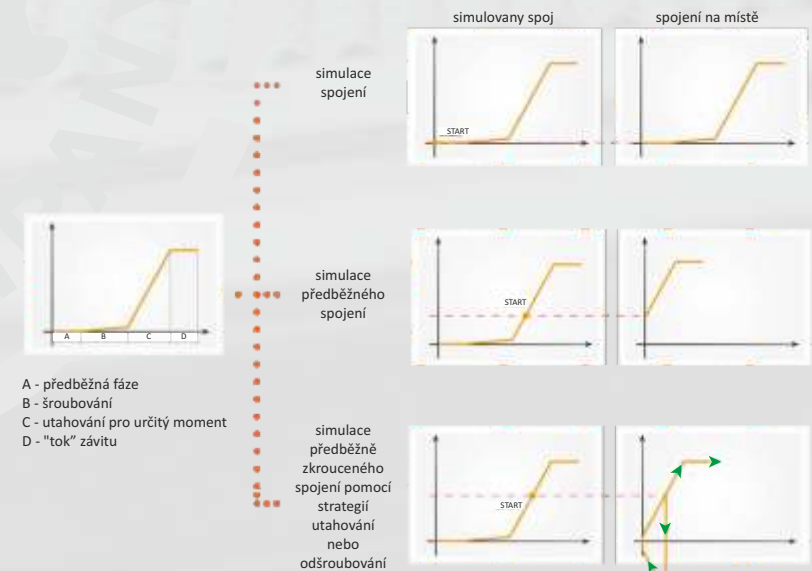 simulovany spoj
spojení na místě
simulace
spojení
START
simulace
předběžného
spojení
START
A
B
C
D
A - předběžná fáze
B - šroubování
C - utahování pro určitý moment
D - "tok” závitu
simulace
předběžně
zkrouceného
spojení pomocí
strategií
utahování
nebo
odšroubování
START